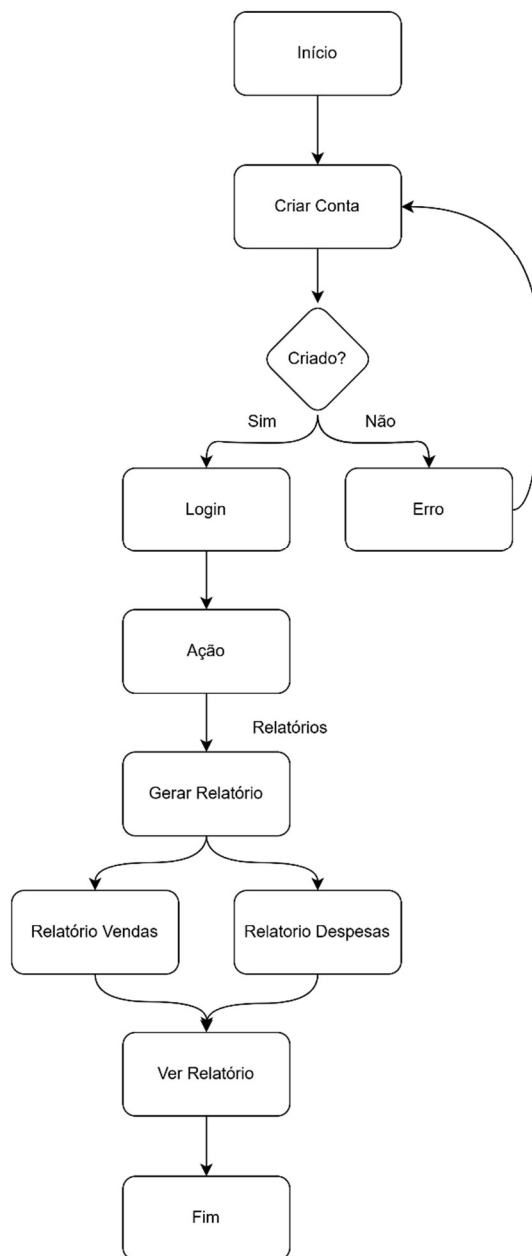 Início
Criar Conta
Criado?
Sim
Não
Login
Erro
Ação
Relatórios
Gerar Relatório
Relatório Vendas
Relatorio Despesas
Ver Relatório
Fim